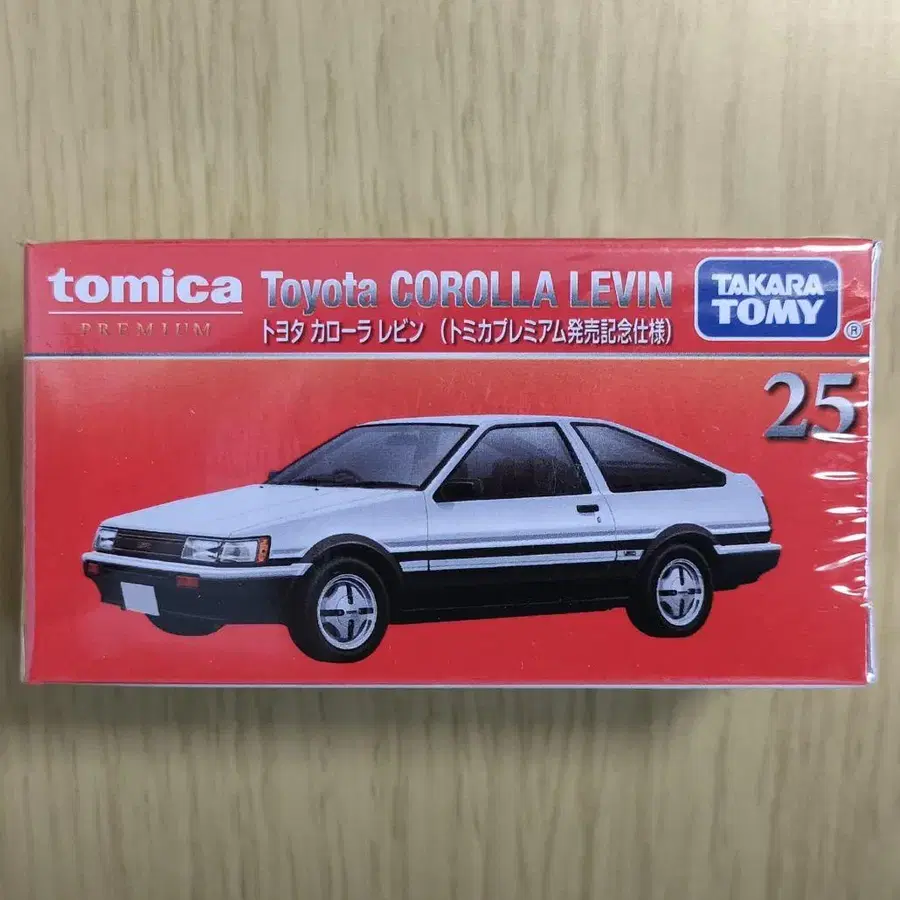 tomica
PREMIUM
Toyota COROLLA LEVIN
トヨタ カローラ レビン (トミカプレミアム発売記念仕様)
TAKARA
TOMY
®
25